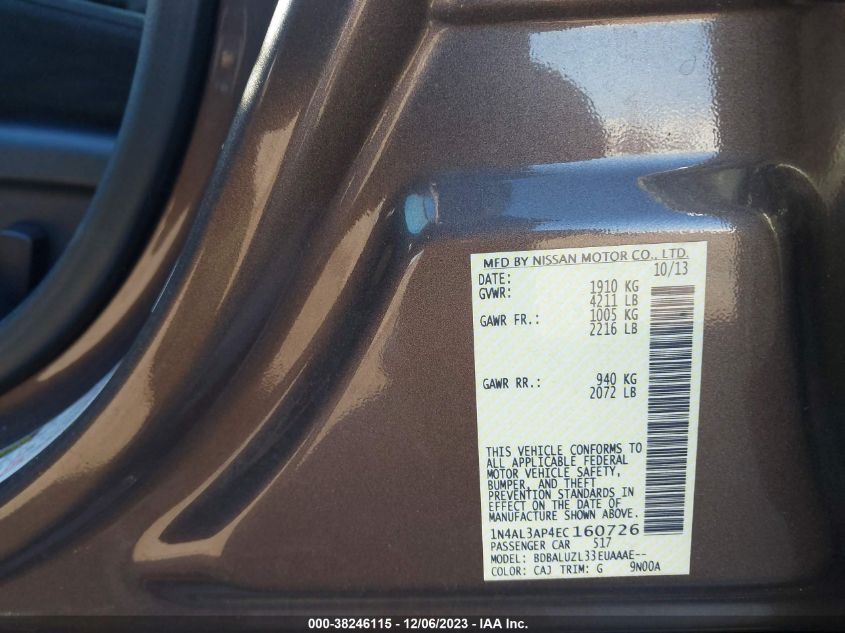 MFD BY NISSAN MOTOR CO., LTD.
DATE: 10/13
GVWR: 1910 KG
4211 LB
GAWR FR.: 1005 KG
2216 LB
GAWR RR.: 940 KG
2072 LB
THIS VEHICLE CONFORMS TO
ALL APPLICABLE FEDERAL
MOTOR VEHICLE SAFETY,
BUMPER, AND THEFT
PREVENTION STANDARDS IN
EFFECT ON THE DATE OF
MANUFACTURE SHOWN ABOVE.
1N4AL3AP4EC160726
PASSENGER CAR 517
MODEL: BDBALUZL33EUAAAE--
COLOR: CAJ TRIM: G 9N00A
000-38246115 - 12/06/2023 - IAA Inc.